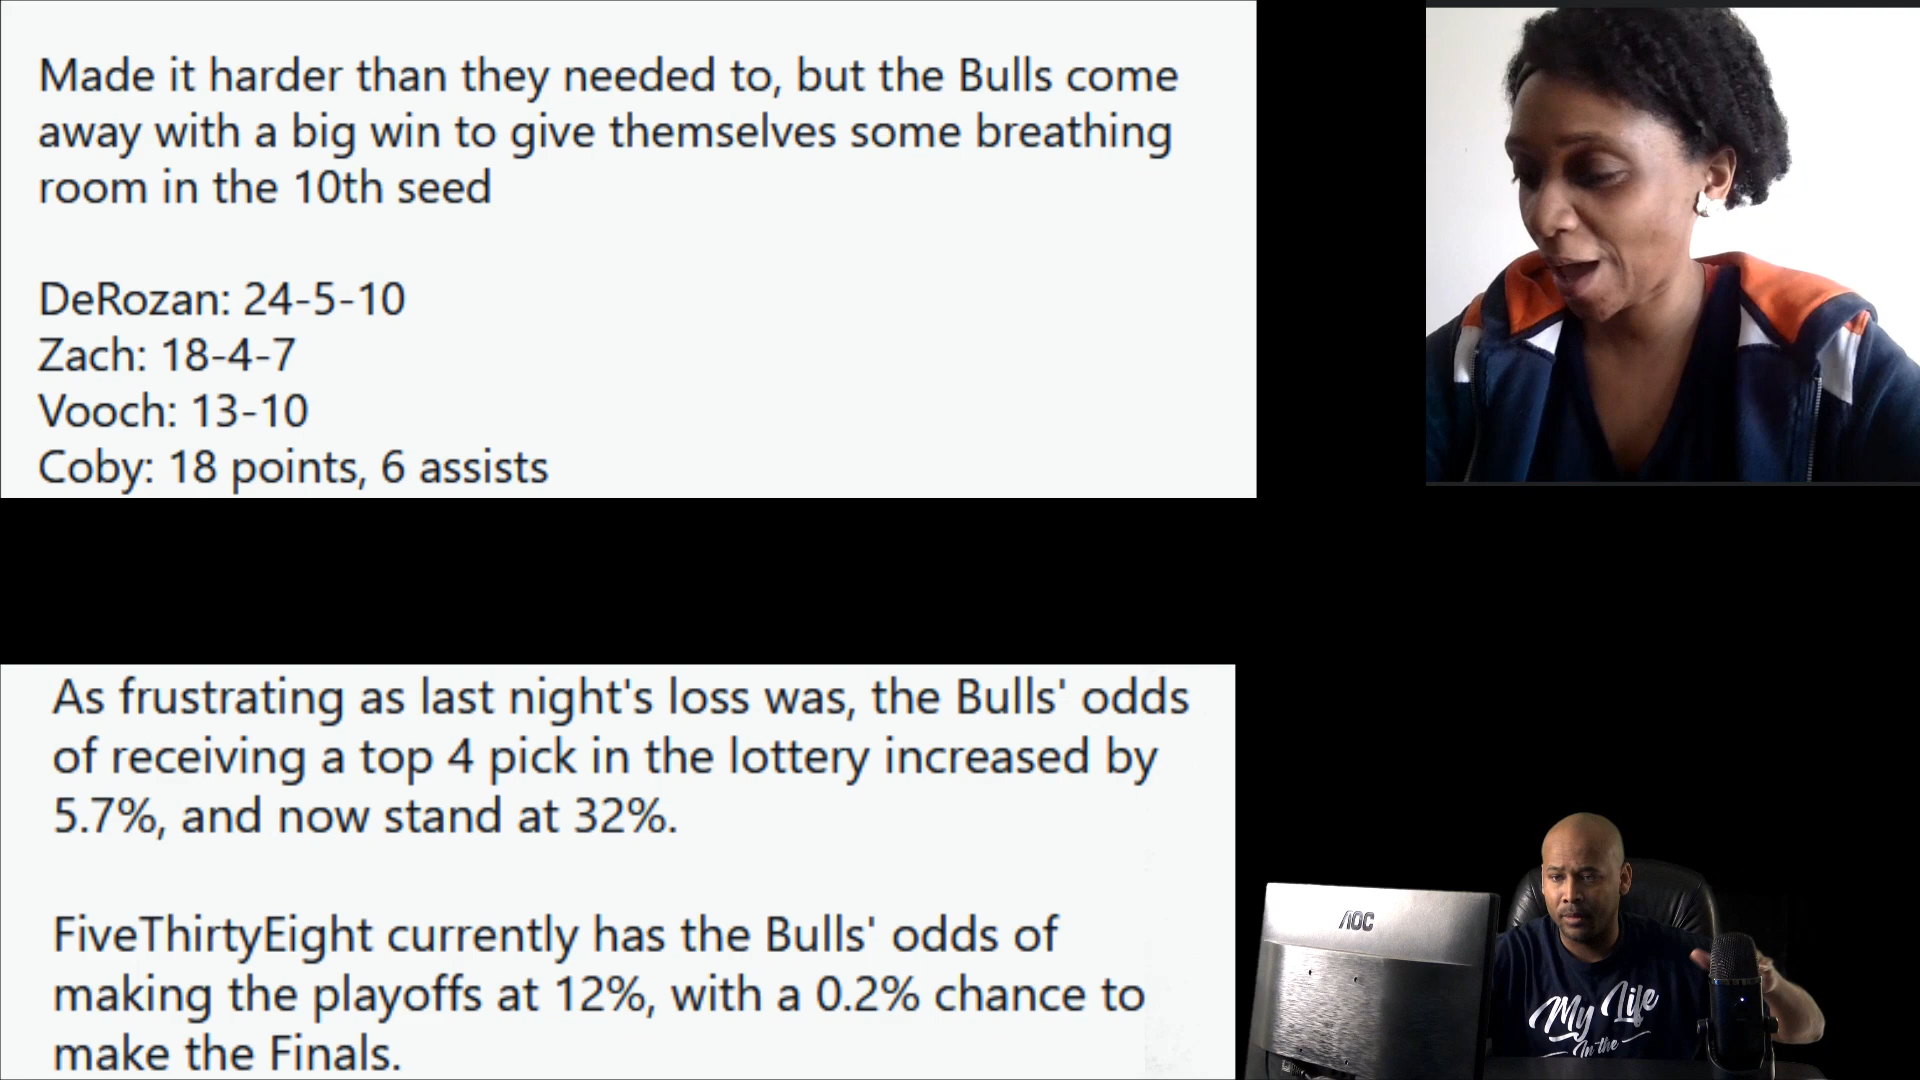 Made it harder than they needed to, but the Bulls come
away with a big win to give themselves some breathing
room in the 10th seed
DeRozan: 24-5-10
Zach: 18-4-7
Vooch: 13-10
Coby: 18 points, 6 assists
As frustrating as last night's loss was, the Bulls' odds
of receiving a top 4 pick in the lottery increased by
5.7%, and now stand at 32%.
FiveThirtyEight currently has the Bulls' odds of
making the playoffs at 12%, with a 0.2% chance to
make the Finals.
AOC
My Life
In the